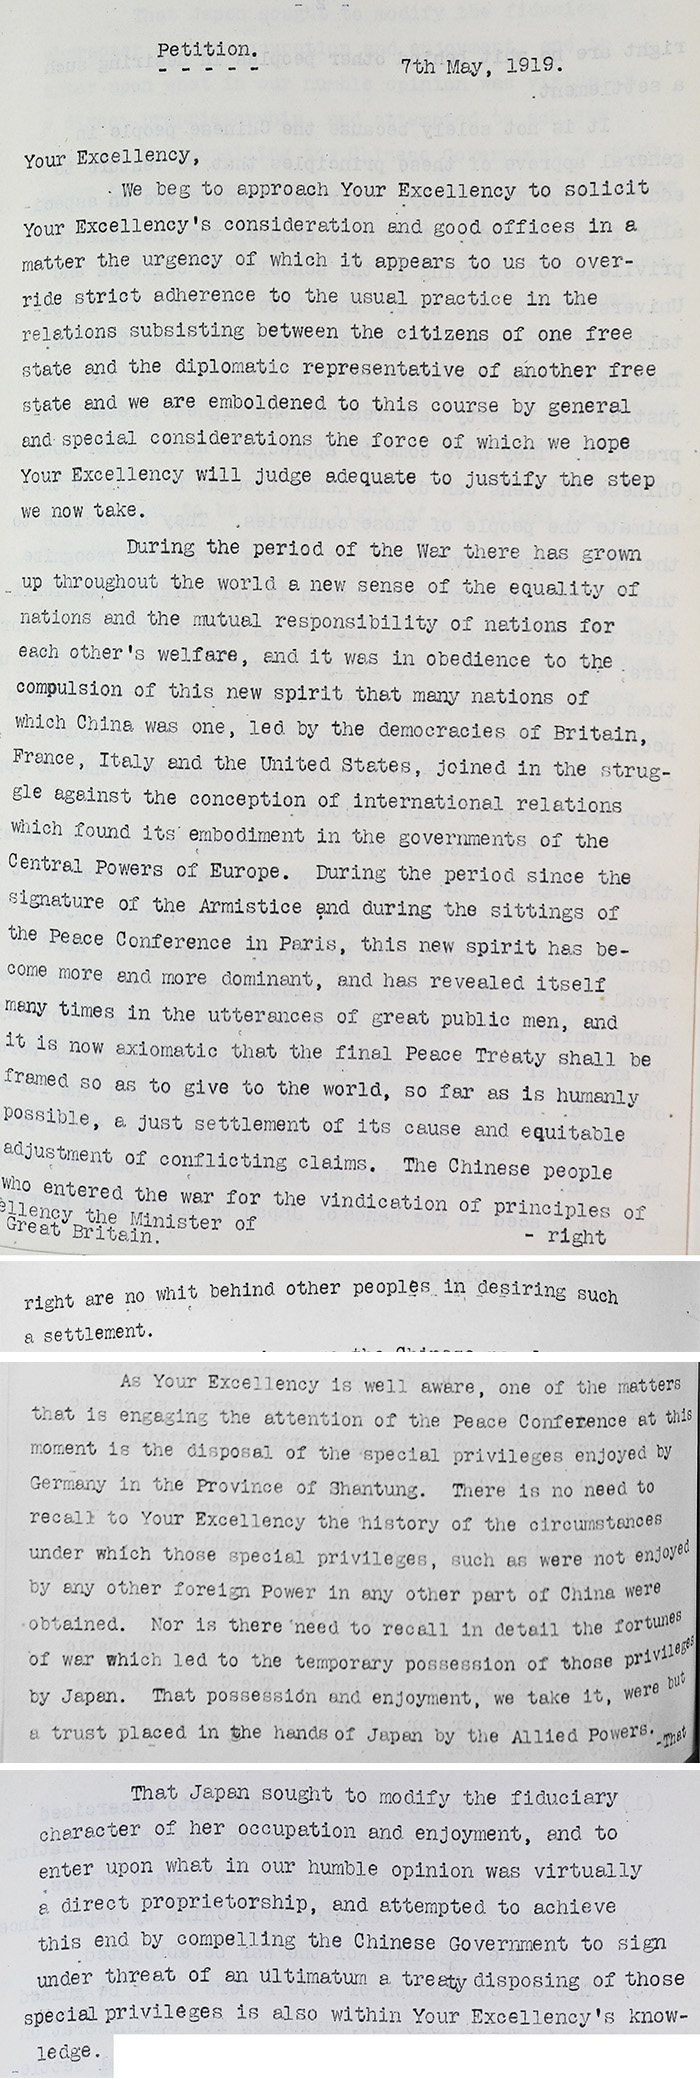 Petition.
7th May, 1919.
Your Excellency,
We beg to approach Your Excellency to solicit
Your Excellency's consideration and good offices in a
matter the urgency of which it appears to us to over-
ride strict adherence to the usual practice in the
relations subsisting between the citizens of one free
state and the diplomatic representative of another free
state and we are emboldened to this course by general
and special considerations the force of which we hope
Your Excellency will judge adequate to justify the step
we now take.
During the period of the War there has grown
up throughout the world a new sense of the equality of
nations and the mutual responsibility of nations for
each other's welfare, and it was in obedience to the
compulsion of this new spirit that many nations of
which China was one, led by the democracies of Britain,
France, Italy and the United States, joined in the strug-
gle against the conception of international relations
which found its embodiment in the governments of the
Central Powers of Europe. During the period since the
signature of the Armistice and during the sittings of
the Peace Conference in Paris, this new spirit has be-
come more and more dominant, and has revealed itself
many times in the utterances of great public men, and
it is now axiomatic that the final Peace Treaty shall be
framed so as to give to the world, so far as is humanly
possible, a just settlement of its cause and equitable
adjustment of conflicting claims. The Chinese people
who entered the war for the vindication of principles of
ellency the Minister of
Great Britain.
- right
right are no whit behind other peoples in desiring such
a settlement.
As Your Excellency is well aware, one of the matters
that is engaging the attention of the Peace Conference at this
moment is the disposal of the special privileges enjoyed by
Germany in the Province of Shantung. There is no need to
recall to Your Excellency the history of the circumstances
under which those special privileges, such as were not enjoyed
by any other foreign Power in any other part of China were
obtained. Nor is there need to recall in detail the fortunes
of war which led to the temporary possession of those privileges
by Japan. That possession and enjoyment, we take it, were but
a trust placed in the hands of Japan by the Allied Powers.
-That
That Japan sought to modify the fiduciary
character of her occupation and enjoyment, and to
enter upon what in our humble opinion was virtually
a direct proprietorship, and attempted to achieve
this end by compelling the Chinese Government to sign
under threat of an ultimatum a treaty disposing of those
special privileges is also within Your Excellency's know-
ledge.